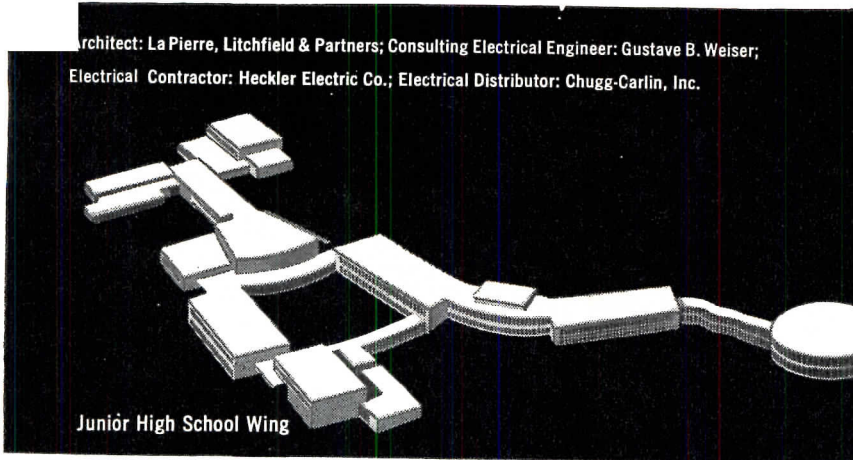 Architect: La Pierre, Litchfield & Partners; Consulting Electrical Engineer: Gustave B. Weiser;
Electrical Contractor: Heckler Electric Co.; Electrical Distributor: Chugg-Carlin, Inc.
Junior High School Wing